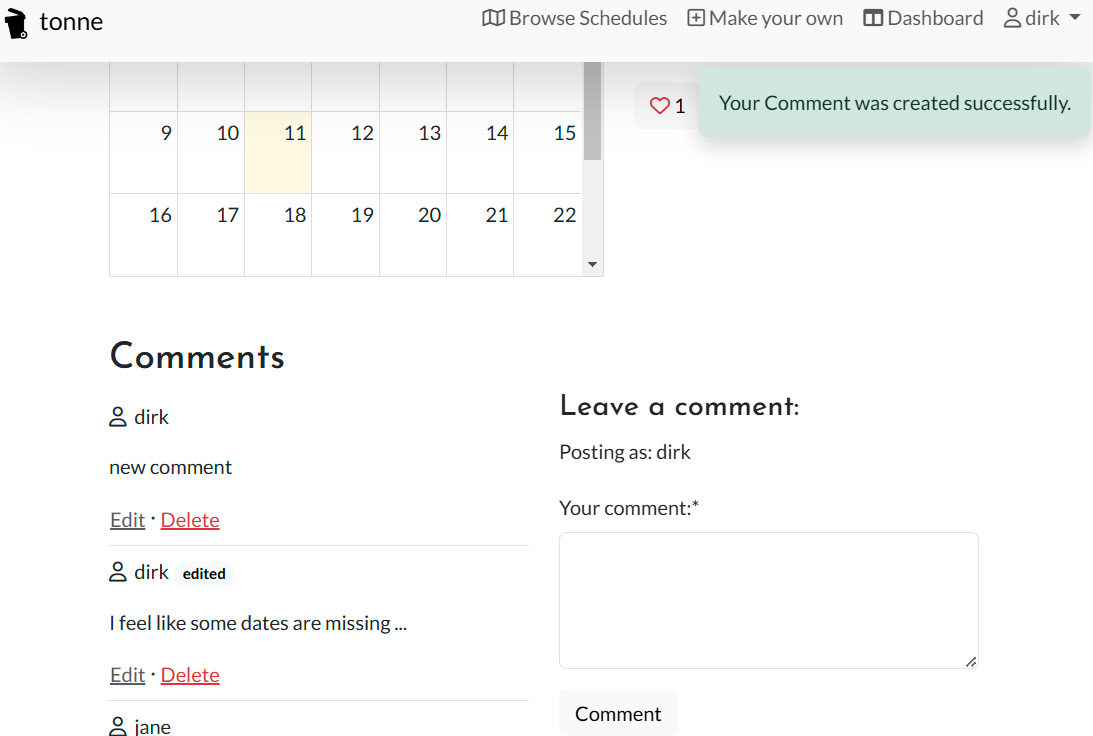 tonne
Browse Schedules
Make your own
Dashboard
dirk
1
Your Comment was created successfully.
9 10 11 12 13 14 15
16 17 18 19 20 21 22
Comments
dirk
new comment
Edit · Delete
dirk edited
I feel like some dates are missing ...
Edit · Delete
jane
Leave a comment:
Posting as: dirk
Your comment:*
Comment